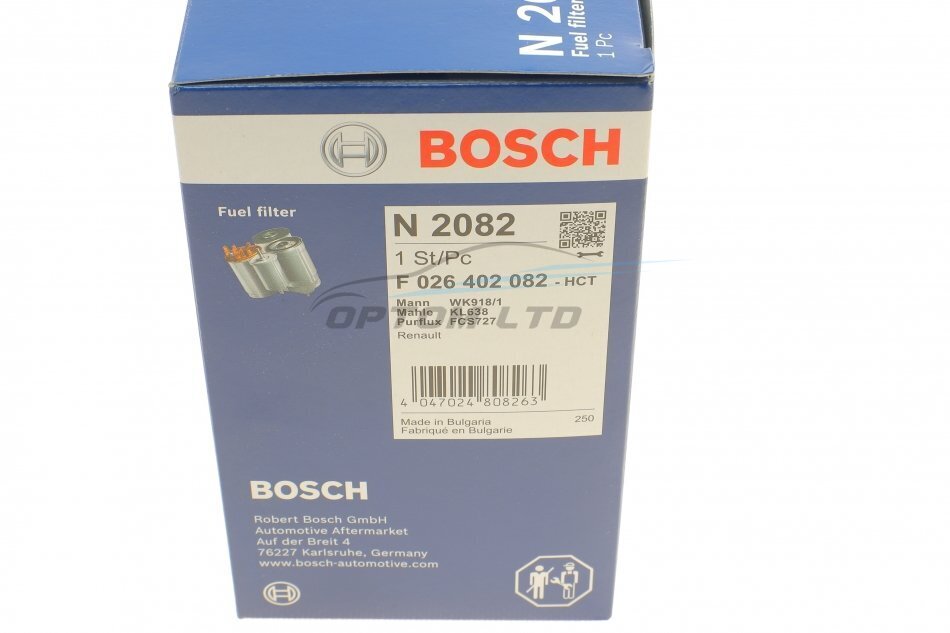 N 20
Fuel filter
1 Pc
BOSCH
Fuel filter
N 2082
1 St/Pc
F 026 402 082 - HCT
Mann WK918/1
Mahle KL638
Purflux FCS727
Renault
OPTOM LTD
4 047024 808263
Made in Bulgaria 250
Fabriqué en Bulgarie
BOSCH
Robert Bosch GmbH
Automotive Aftermarket
Auf der Breit 4
76227 Karlsruhe, Germany
www.bosch-automotive.com